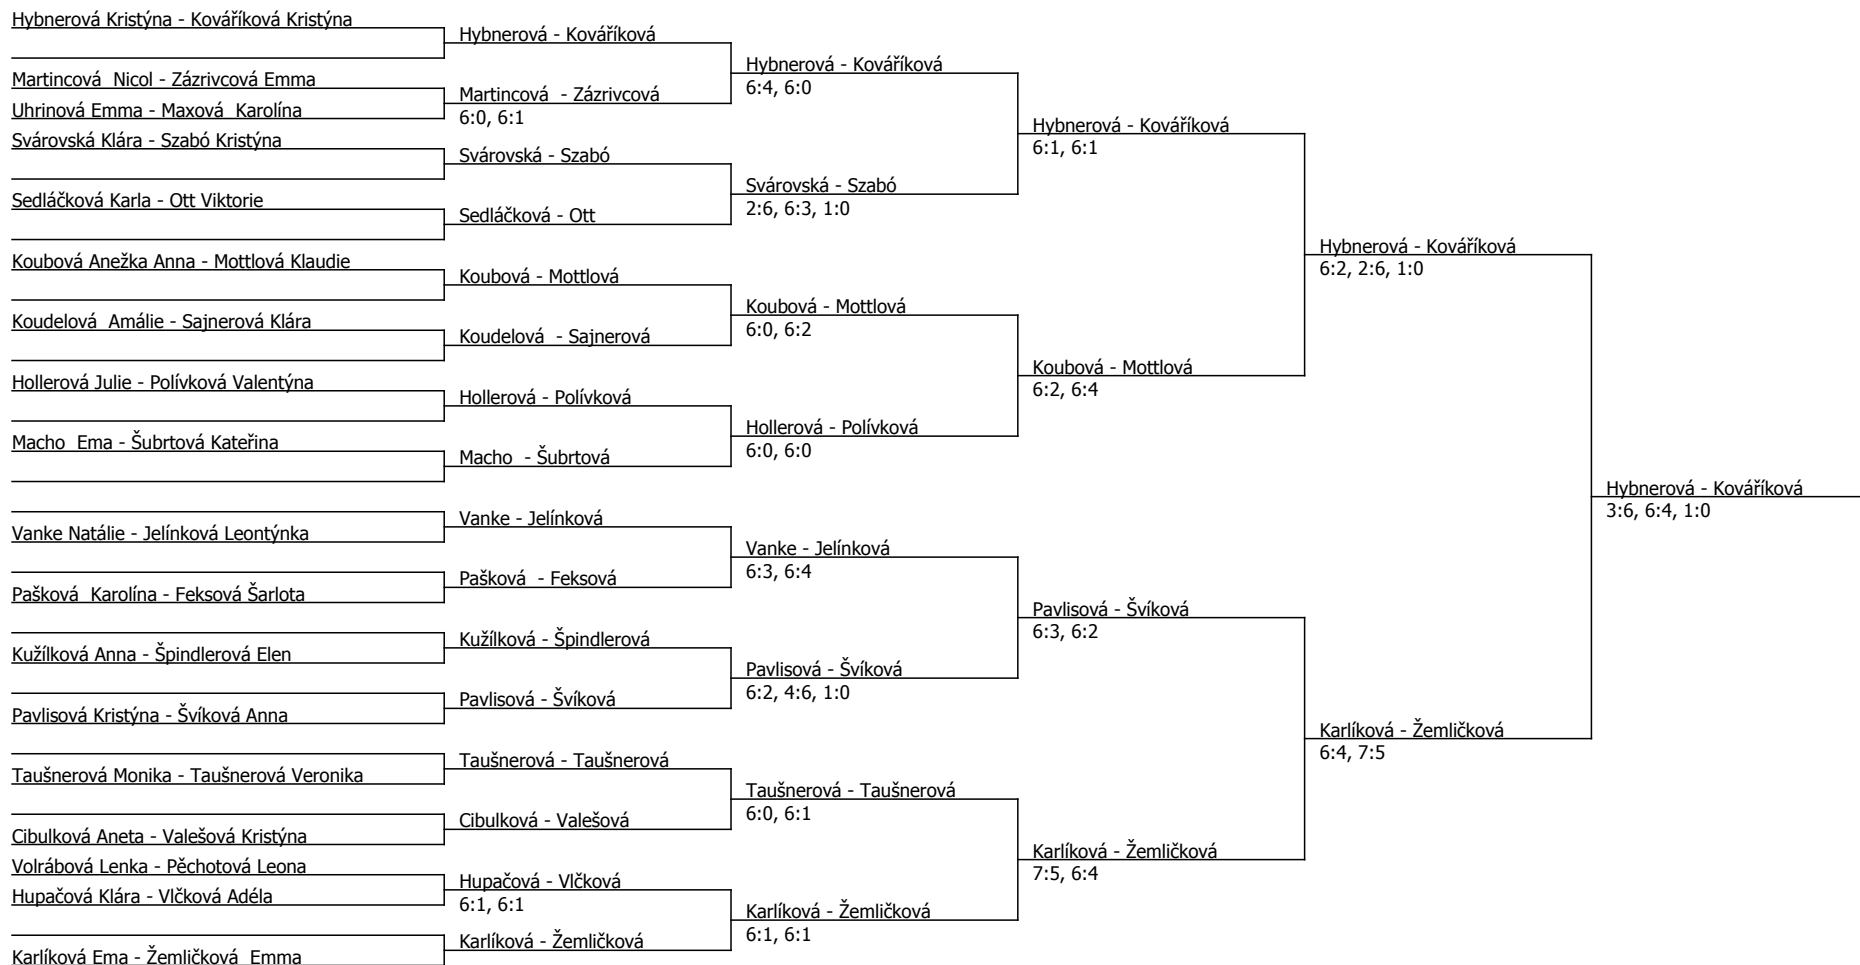 Hybnerová Kristýna - Kováříková Kristýna
Martincová  Nicol - Zázrivcová Emma
Uhrinová Emma - Maxová  Karolína
Svárovská Klára - Szabó Kristýna
Sedláčková Karla - Ott Viktorie
Koubová Anežka Anna - Mottlová Klaudie
Koudelová  Amálie - Sajnerová Klára
Hollerová Julie - Polívková Valentýna
Macho  Ema - Šubrtová Kateřina
Vanke Natálie - Jelínková Leontýnka
Pašková  Karolína - Feksová Šarlota
Kužílková Anna - Špindlerová Elen
Pavlisová Kristýna - Švíková Anna
Taušnerová Monika - Taušnerová Veronika
Cibulková Aneta - Valešová Kristýna
Volrábová Lenka - Pěchotová Leona
Hupačová Klára - Vlčková Adéla
Karlíková Ema - Žemličková  Emma
Hybnerová - Kováříková
Martincová  - Zázrivcová
6:0, 6:1
Svárovská - Szabó
Sedláčková - Ott
Koubová - Mottlová
Koudelová  - Sajnerová
Hollerová - Polívková
Macho  - Šubrtová
Vanke - Jelínková
Pašková  - Feksová
Kužílková - Špindlerová
Pavlisová - Švíková
Taušnerová - Taušnerová
Cibulková - Valešová
Hupačová - Vlčková
6:1, 6:1
Karlíková - Žemličková
Hybnerová - Kováříková
6:4, 6:0
Svárovská - Szabó
2:6, 6:3, 1:0
Koubová - Mottlová
6:0, 6:2
Hollerová - Polívková
6:0, 6:0
Vanke - Jelínková
6:3, 6:4
Pavlisová - Švíková
6:2, 4:6, 1:0
Taušnerová - Taušnerová
6:0, 6:1
Karlíková - Žemličková
6:1, 6:1
Hybnerová - Kováříková
6:1, 6:1
Koubová - Mottlová
6:2, 6:4
Pavlisová - Švíková
6:3, 6:2
Karlíková - Žemličková
7:5, 6:4
Hybnerová - Kováříková
6:2, 2:6, 1:0
Karlíková - Žemličková
6:4, 7:5
Hybnerová - Kováříková
3:6, 6:4, 1:0